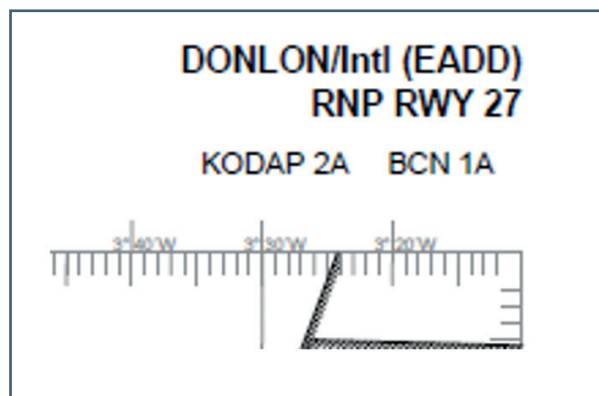 DONLON/Intl (EADD)
RNP RWY 27
KODAP 2A BCN 1A
3° 40' W 3° 30' W 3° 20' W